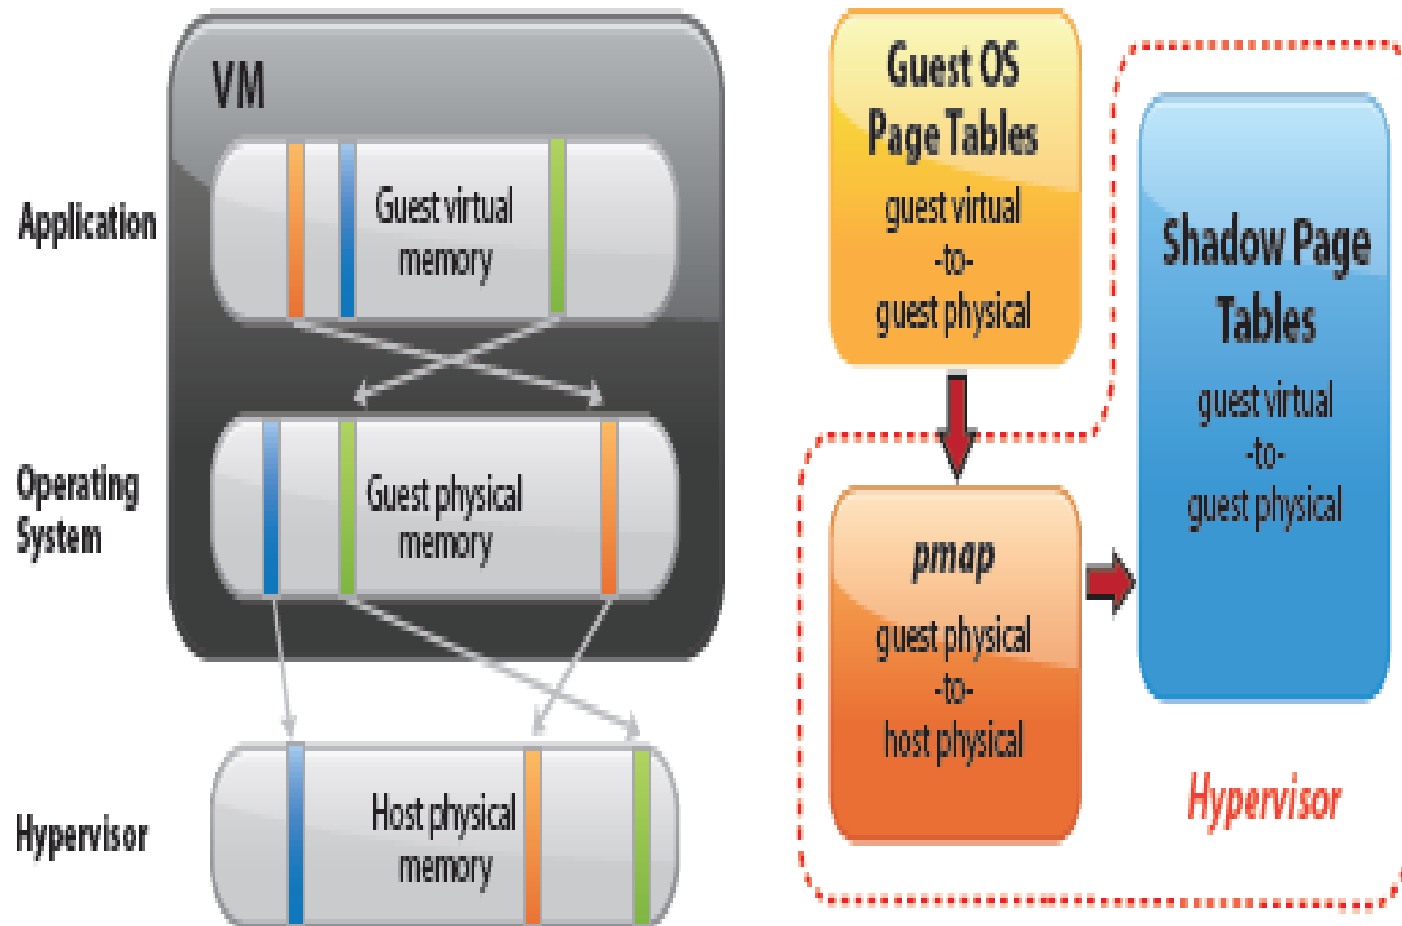 VM
Application
Guest virtual
memory
Operating
System
Guest physical
memory
Hypervisor
Host physical
memory
Guest OS
Page Tables
guest virtual
-to-
guest physical
pmap
guest physical
-to-
host physical
Shadow Page
Tables
guest virtual
-to-
guest physical
Hypervisor